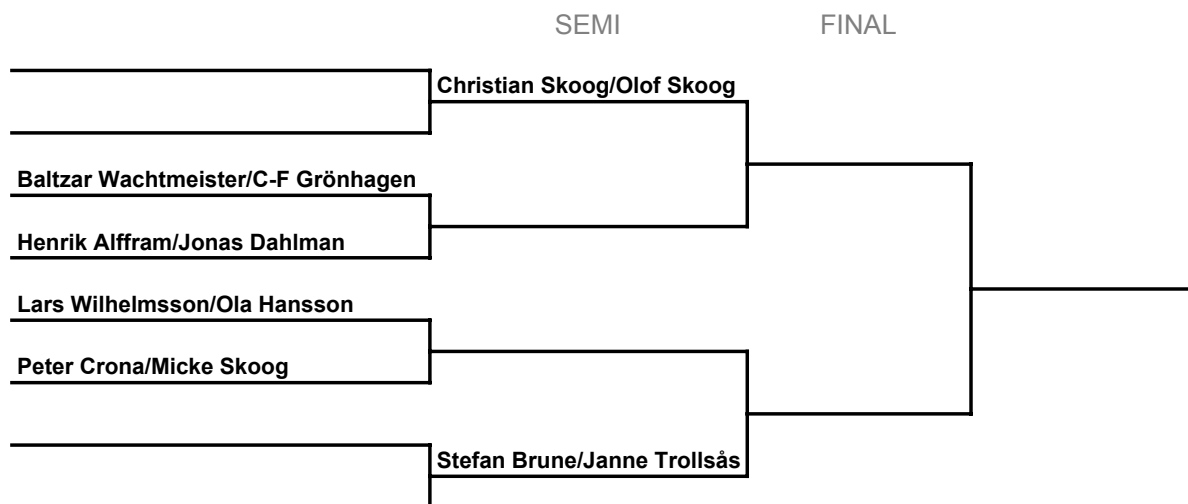 SEMI FINAL
Christian Skoog/Olof Skoog
Baltzar Wachtmeister/C-F Grönhagen
Henrik Alffram/Jonas Dahlman
Lars Wilhelmsson/Ola Hansson
Peter Crona/Micke Skoog
Stefan Brune/Janne Trollsås